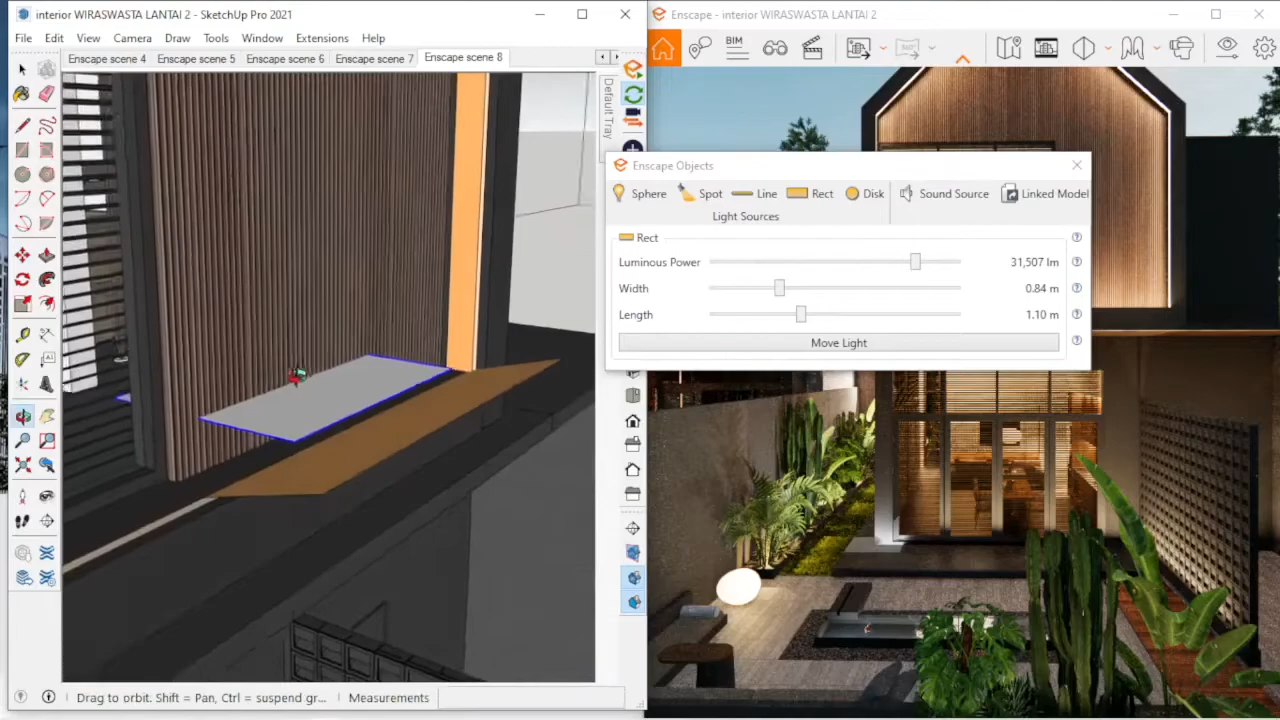 interior WIRASWASTA LANTAI 2 - SketchUp Pro 2021
File Edit View Camera Draw Tools Window Extensions Help
Enscape scene 4 Enscape scene 5 Enscape scene 6 Enscape scene 7 Enscape scene 8
Default Tray
A1
Drag to orbit. Shift = Pan, Ctrl = suspend gr... Measurements
Enscape - interior WIRASWASTA LANTAI 2
BIM
360°
Enscape Objects
Sphere Spot Line Rect Disk Sound Source Linked Model
Light Sources
Rect
Luminous Power 31,507 lm
Width 0.84 m
Length 1.10 m
Move Light